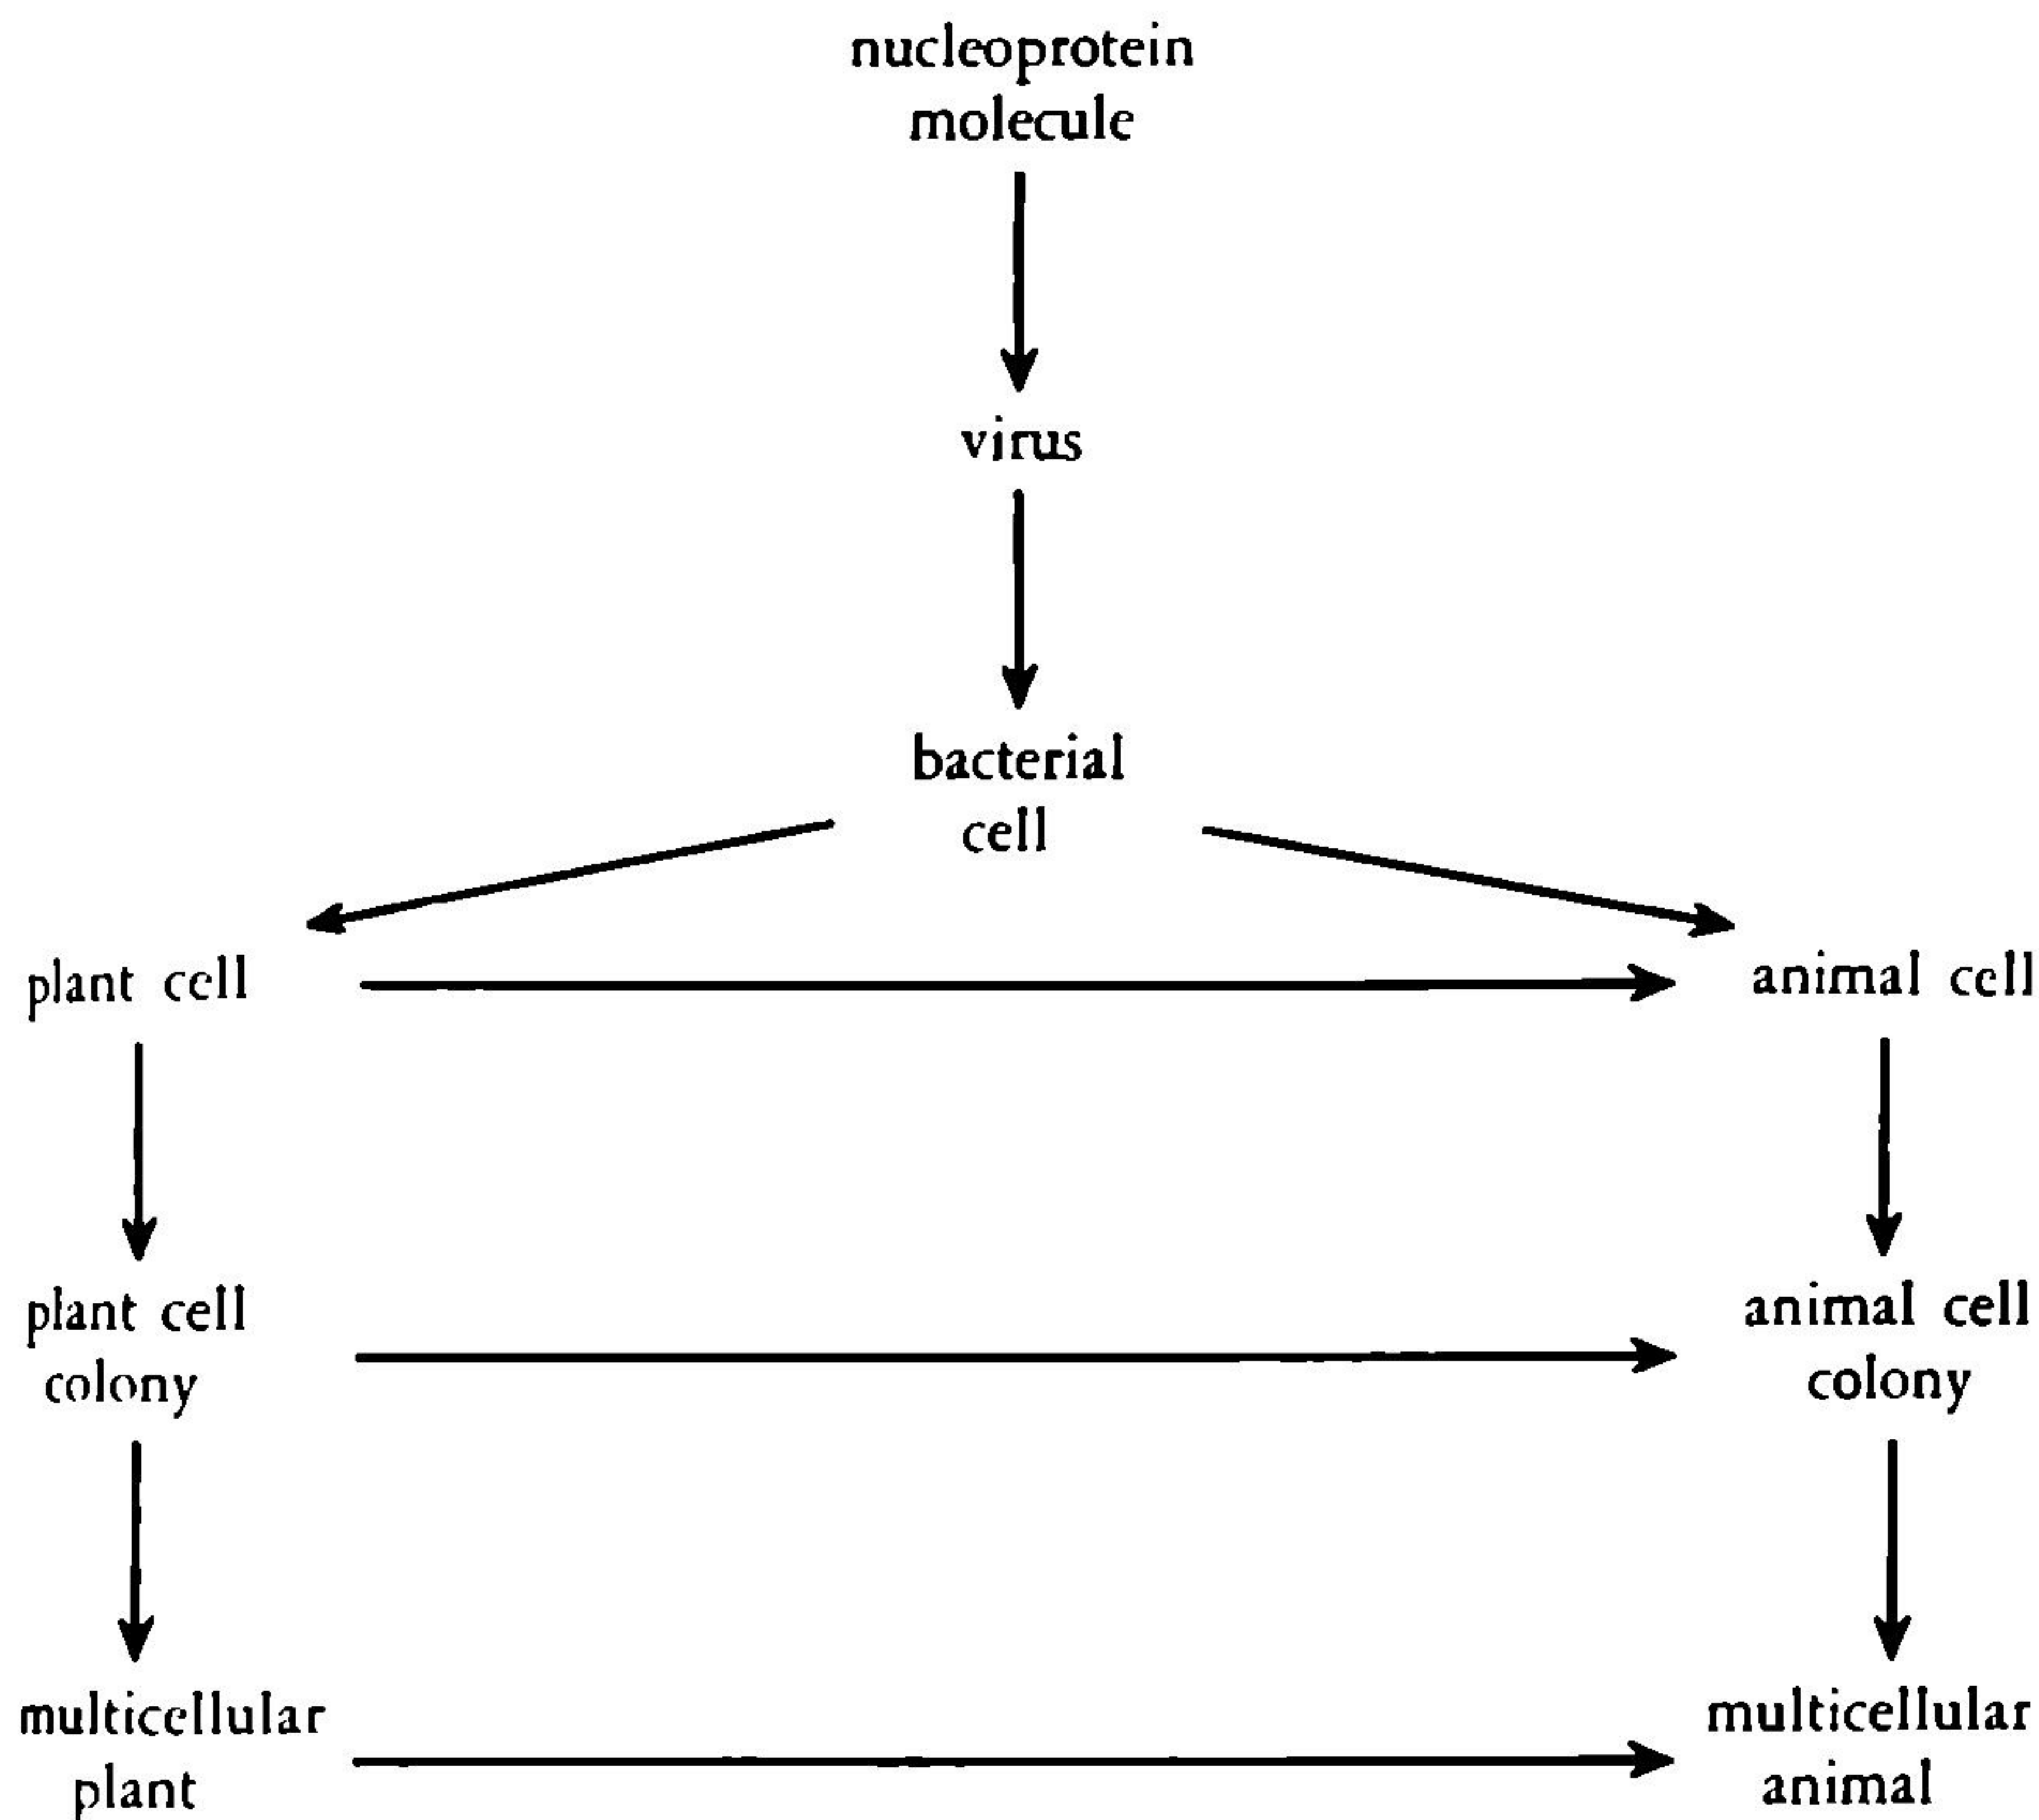 nucleoprotein
molecule
virus
bacterial
cell
plant cell
animal cell
plant cell
colony
animal cell
colony
multicellular
plant
multicellular
animal